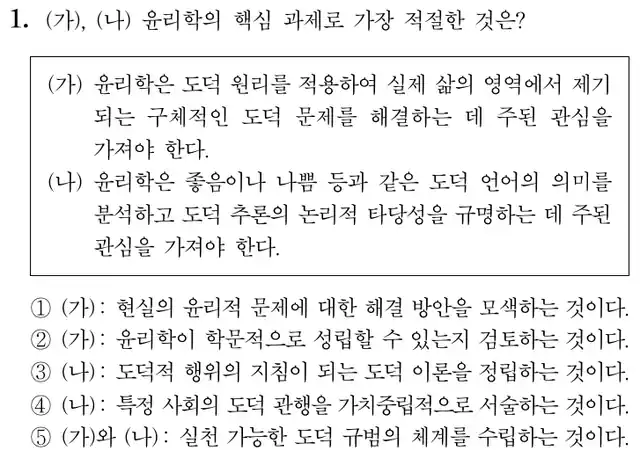 1. (가), (나) 윤리학의 핵심 과제로 가장 적절한 것은?
(가) 윤리학은 도덕 원리를 적용하여 실제 삶의 영역에서 제기
되는 구체적인 도덕 문제를 해결하는 데 주된 관심을
가져야 한다.
(나) 윤리학은 좋음이나 나쁨 등과 같은 도덕 언어의 의미를
분석하고 도덕 추론의 논리적 타당성을 규명하는 데 주된
관심을 가져야 한다.
① (가): 현실의 윤리적 문제에 대한 해결 방안을 모색하는 것이다.
② (가): 윤리학이 학문적으로 성립할 수 있는지 검토하는 것이다.
③ (나): 도덕적 행위의 지침이 되는 도덕 이론을 정립하는 것이다.
④ (나): 특정 사회의 도덕 관행을 가치중립적으로 서술하는 것이다.
⑤ (가)와 (나): 실천 가능한 도덕 규범의 체계를 수립하는 것이다.